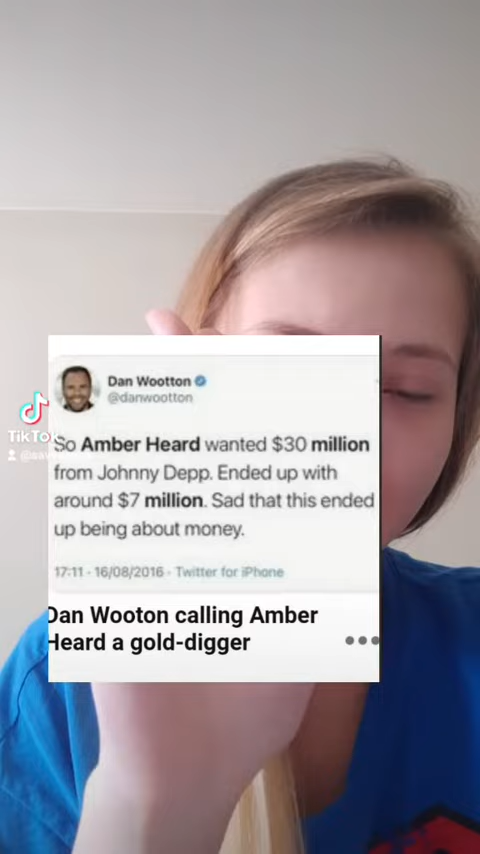 Dan Wootton
@danwootton
So Amber Heard wanted $30 million
from Johnny Depp. Ended up with
around $7 million. Sad that this ended
up being about money.
17:11 - 16/08/2016 · Twitter for iPhone
Dan Wooton calling Amber
Heard a gold-digger
TikTok